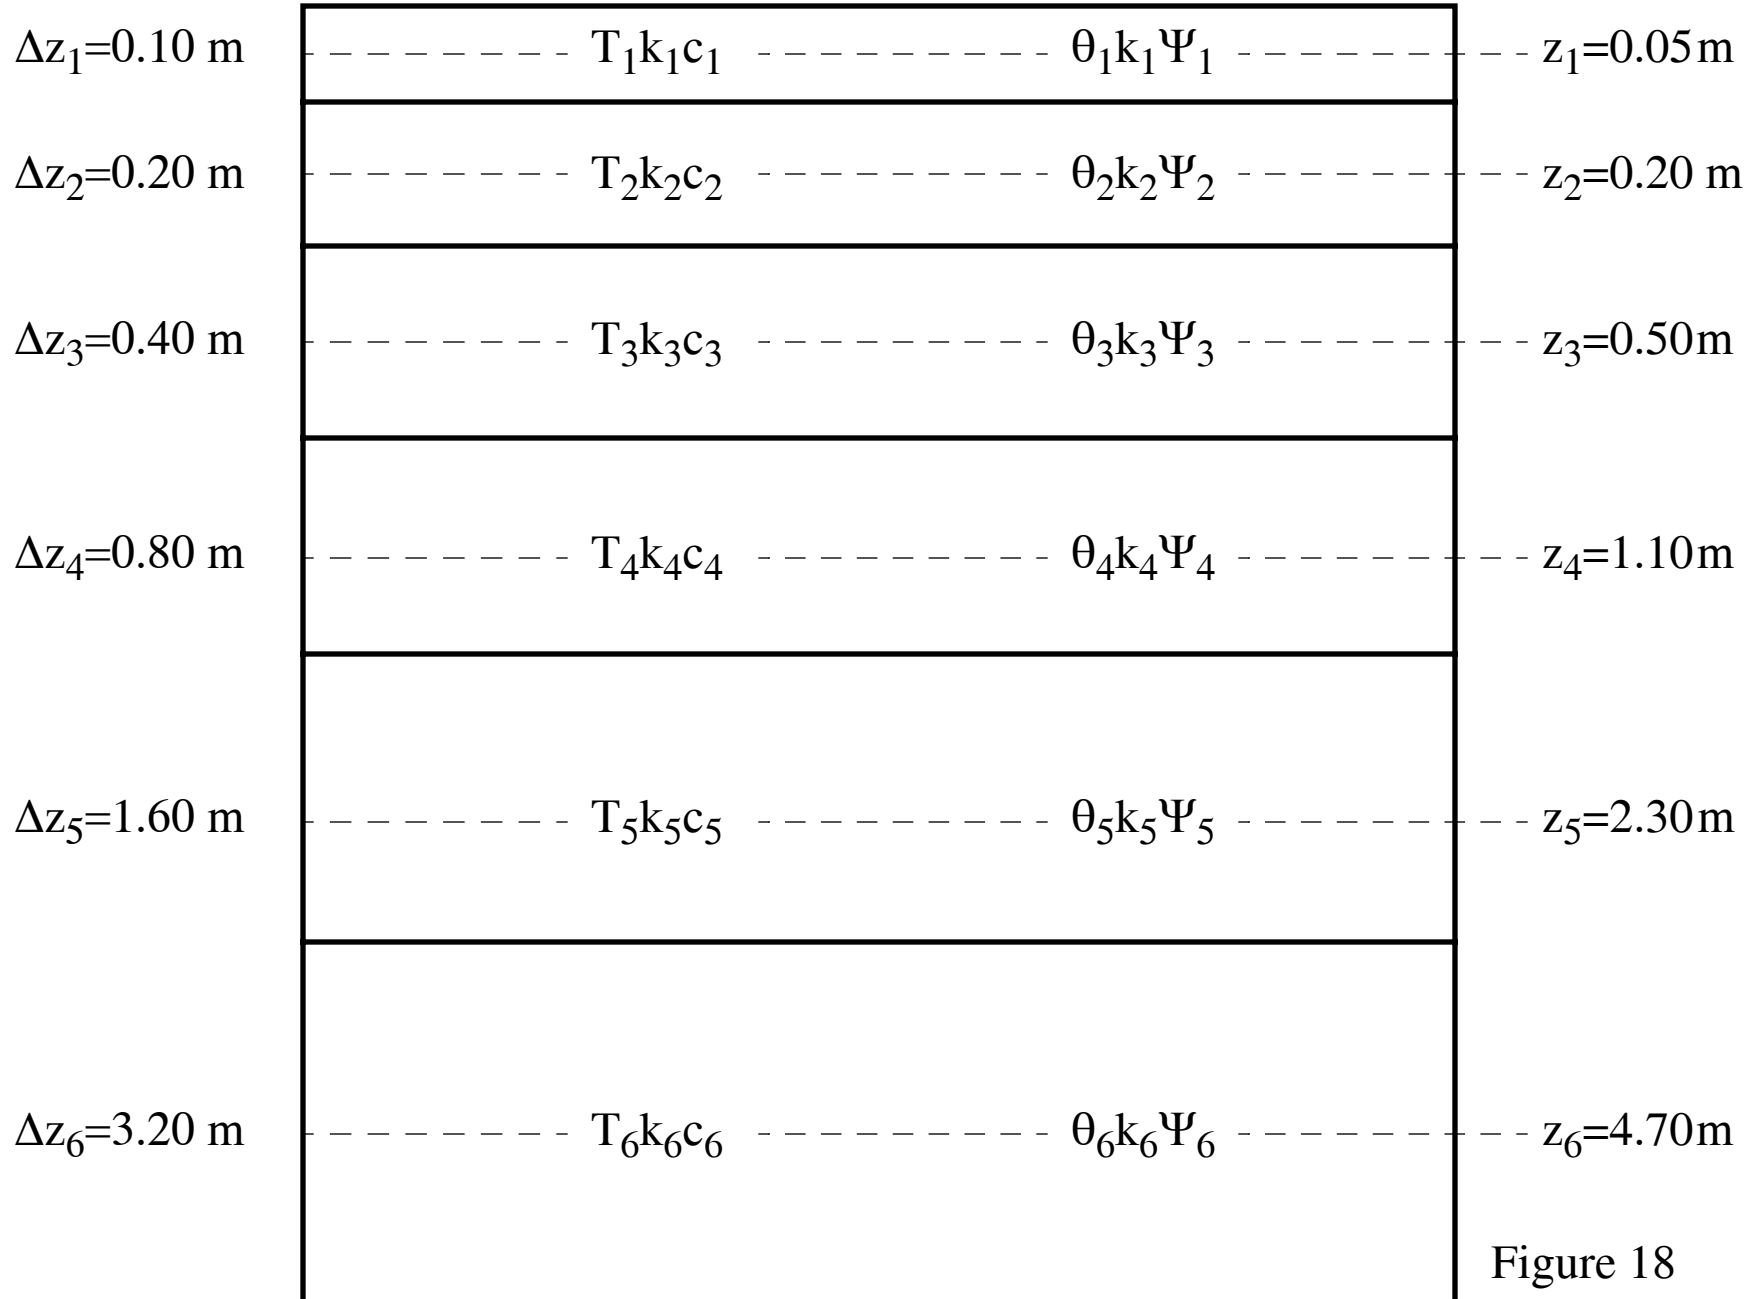 Δz₁=0.10 m T₁k₁c₁ θ₁k₁Ψ₁ z₁=0.05m
Δz₂=0.20 m T₂k₂c₂ θ₂k₂Ψ₂ z₂=0.20 m
Δz₃=0.40 m T₃k₃c₃ θ₃k₃Ψ₃ z₃=0.50m
Δz₄=0.80 m T₄k₄c₄ θ₄k₄Ψ₄ z₄=1.10m
Δz₅=1.60 m T₅k₅c₅ θ₅k₅Ψ₅ z₅=2.30m
Δz₆=3.20 m T₆k₆c₆ θ₆k₆Ψ₆ z₆=4.70m
Figure 18